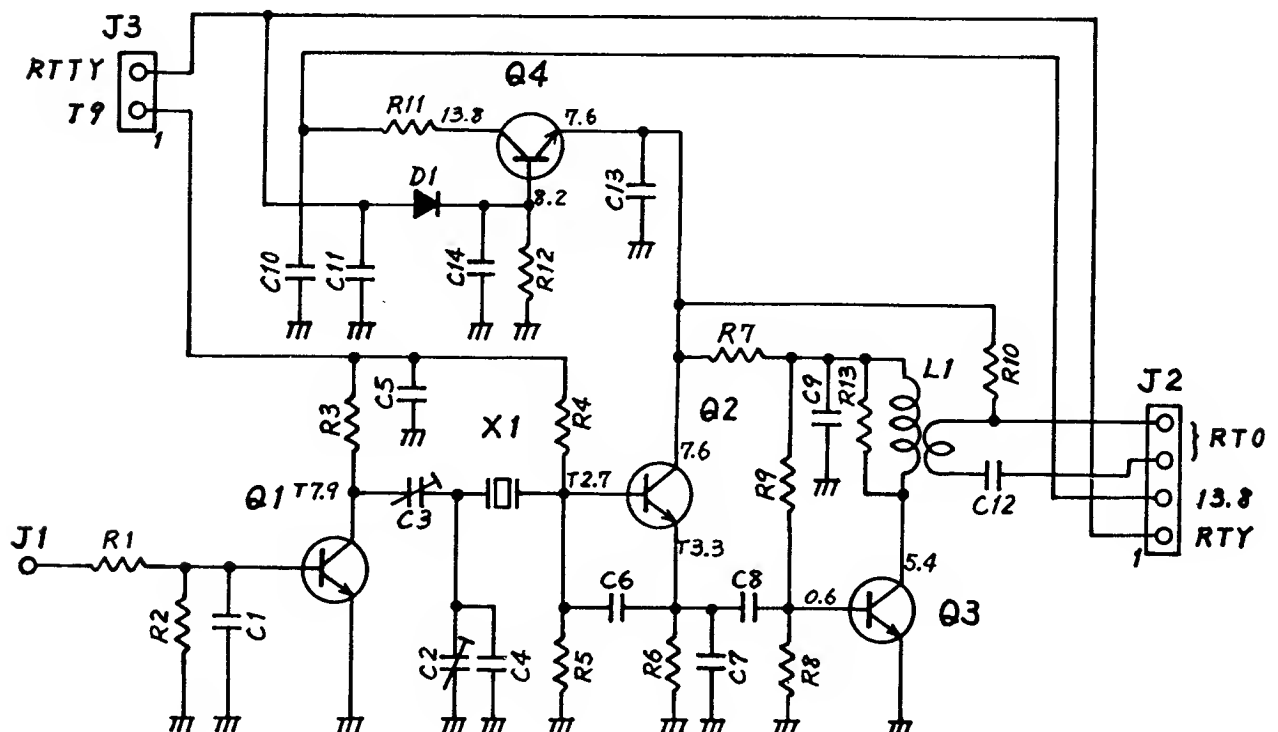 J3
RTTY
T9
1
Q4
R11
13.8
7.6
D1
8.2
C13
C10
C11
C14
R12
R7
R10
L1
J2
RTO
13.8
RTY
1
C12
C9
R13
R3
C5
X1
R4
Q2
7.6
R9
Q1
T7.9
C3
T2.7
J1
R1
T3.3
C6
C8
0.6
5.4
Q3
R2
C1
C2
C4
R5
R6
C7
R8